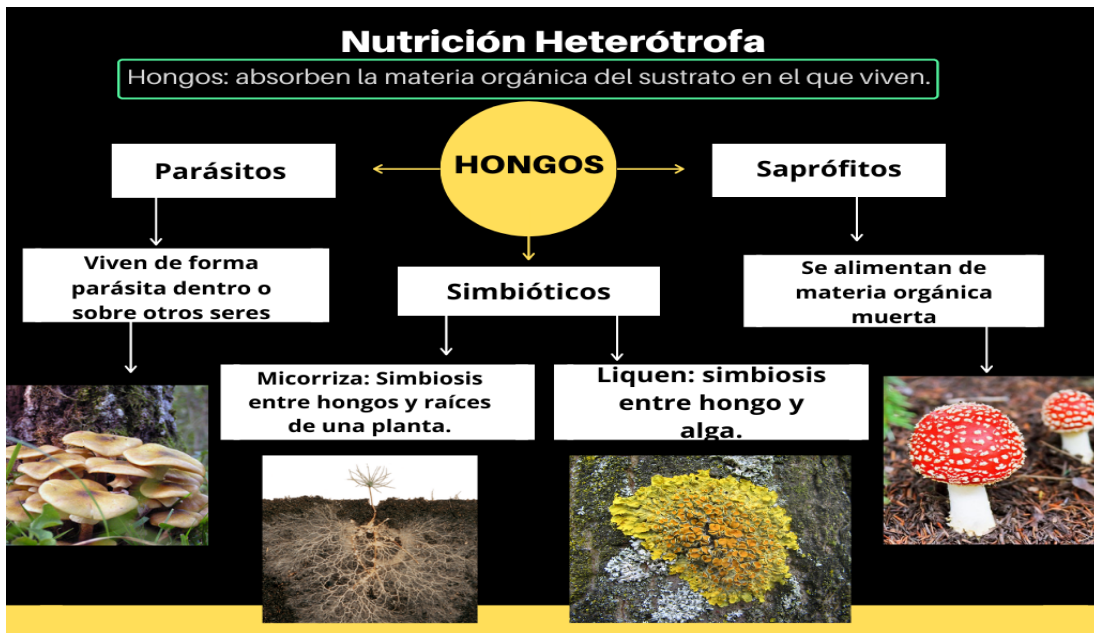 Nutrición Heterótrofa
Hongos: absorben la materia orgánica del sustrato en el que viven.
HONGOS
Parásitos
Viven de forma
parásita dentro o
sobre otros seres
Simbióticos
Micorriza: Simbiosis
entre hongos y raíces
de una planta.
Liquen: simbiosis
entre hongo y
alga.
Saprófitos
Se alimentan de
materia orgánica
muerta